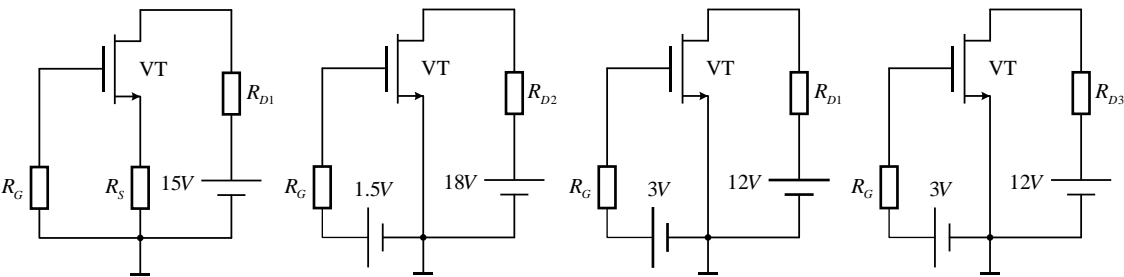 VT
R_{D1}
R_G
R_S
15V
VT
R_{D2}
R_G
1.5V
18V
VT
R_{D1}
R_G
3V
12V
VT
R_{D3}
R_G
3V
12V